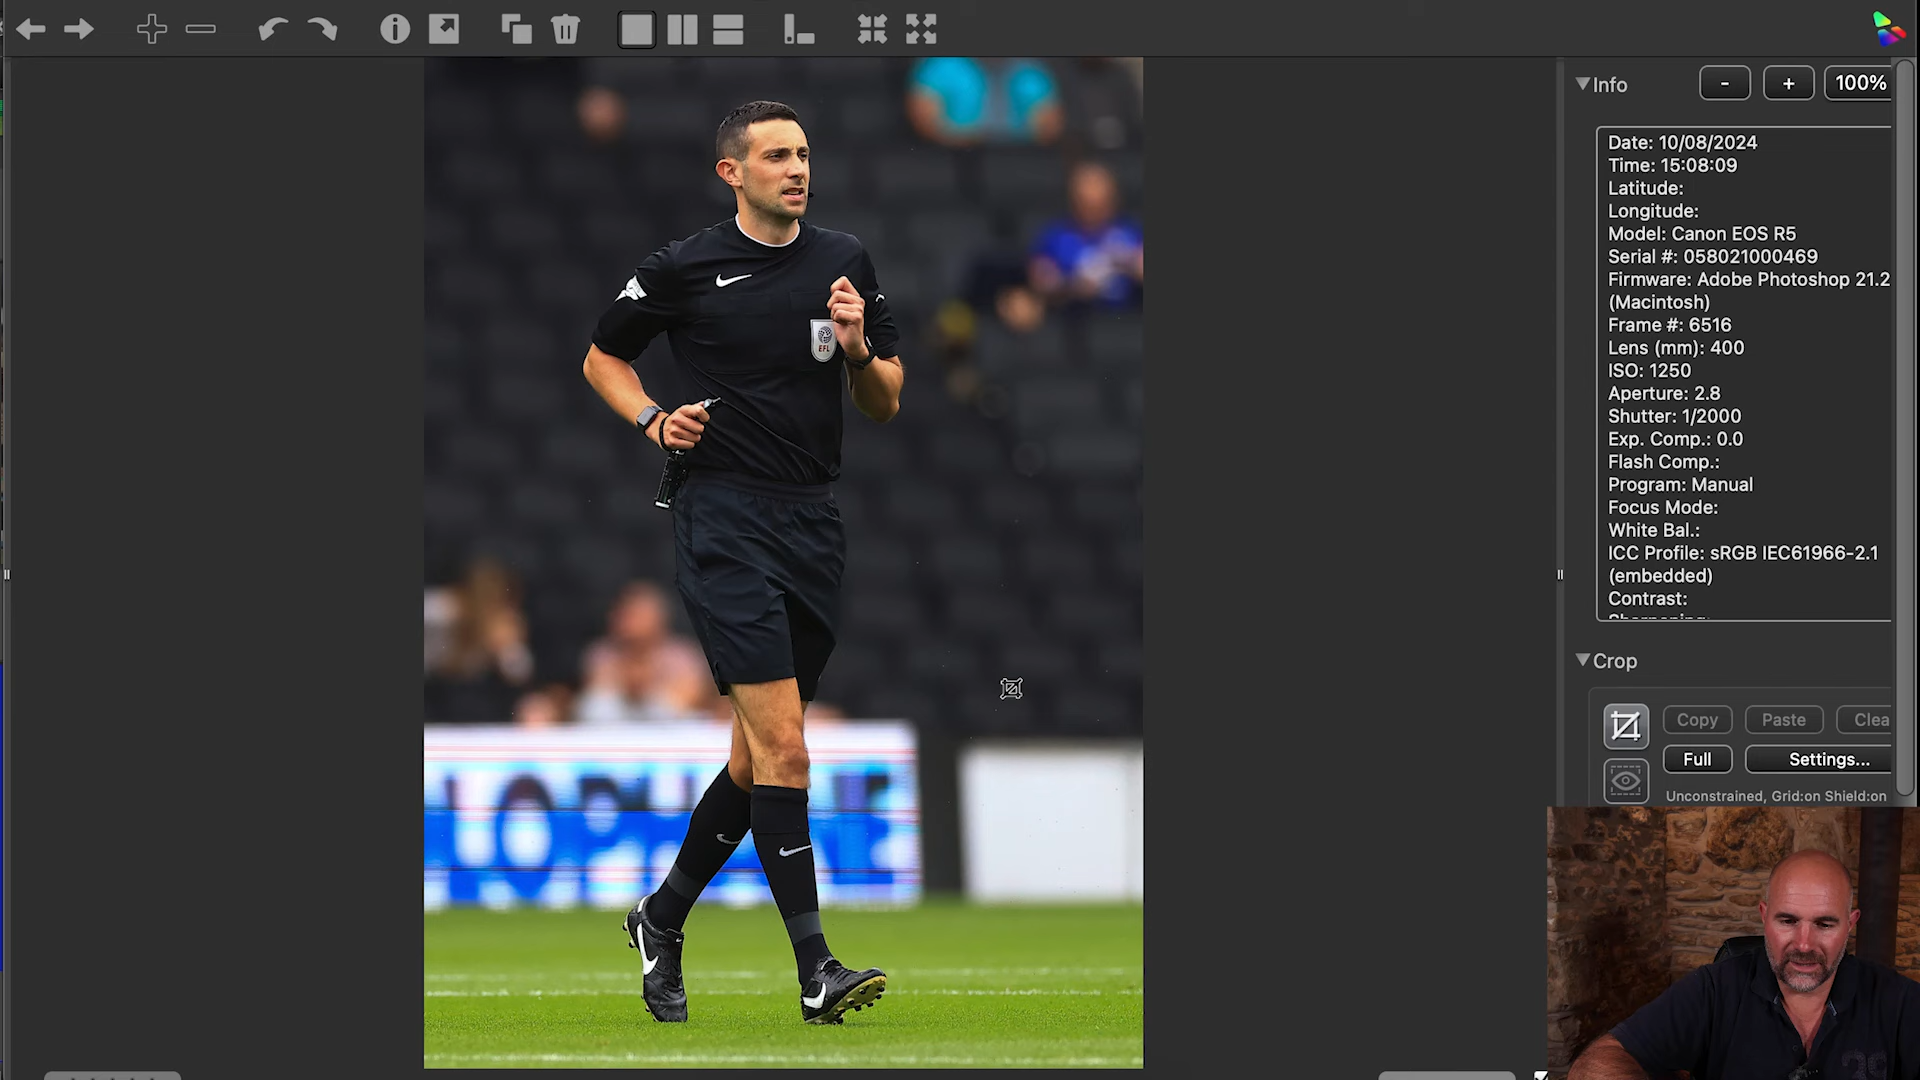 Info
-
+
100%
Date: 10/08/2024
Time: 15:08:09
Latitude:
Longitude:
Model: Canon EOS R5
Serial #: 058021000469
Firmware: Adobe Photoshop 21.2
(Macintosh)
Frame #: 6516
Lens (mm): 400
ISO: 1250
Aperture: 2.8
Shutter: 1/2000
Exp. Comp.: 0.0
Flash Comp.:
Program: Manual
Focus Mode:
White Bal.:
ICC Profile: sRGB IEC61966-2.1
(embedded)
Contrast:
EFL
Crop
Copy
Paste
Clea
Full
Settings...
Unconstrained, Grid:on Shield:on